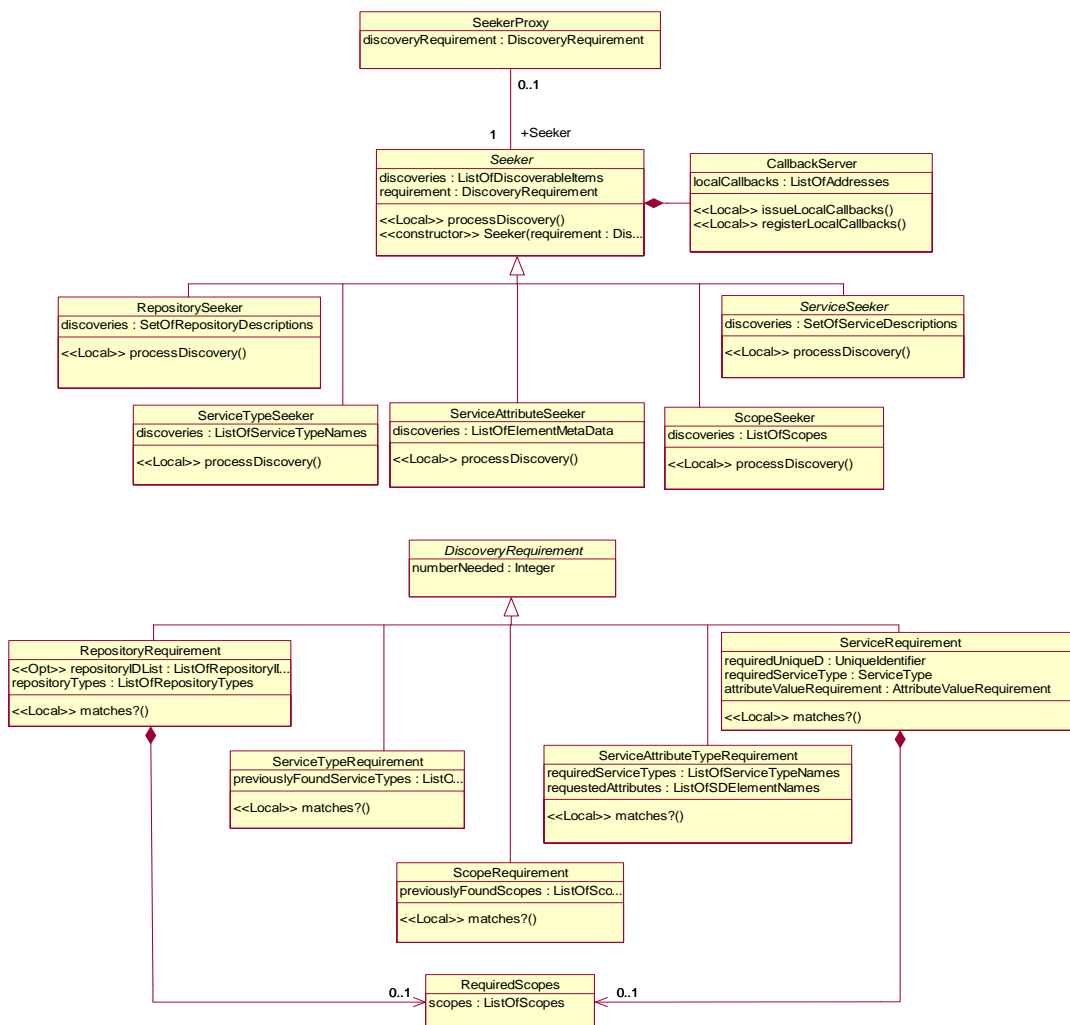 SeekerProxy
discoveryRequirement : DiscoveryRequirement
0..1
1
+Seeker
Seeker
discoveries : ListOfDiscoverableItems
requirement : DiscoveryRequirement
<<Local>> processDiscovery()
<<constructor>> Seeker(requirement : Dis...
CallbackServer
localCallbacks : ListOfAddresses
<<Local>> issueLocalCallbacks()
<<Local>> registerLocalCallbacks()
RepositorySeeker
discoveries : SetOfRepositoryDescriptions
<<Local>> processDiscovery()
ServiceSeeker
discoveries : SetOfServiceDescriptions
<<Local>> processDiscovery()
ServiceTypeSeeker
discoveries : ListOfServiceTypeNames
<<Local>> processDiscovery()
ServiceAttributeSeeker
discoveries : ListOfElementMetaData
<<Local>> processDiscovery()
ScopeSeeker
discoveries : ListOfScopes
<<Local>> processDiscovery()
DiscoveryRequirement
numberNeeded : Integer
RepositoryRequirement
<<Opt>> repositoryIDList : ListOfRepositoryI...
repositoryTypes : ListOfRepositoryTypes
<<Local>> matches?()
ServiceRequirement
requiredUniqueD : UniqueIdentifier
requiredServiceType : ServiceType
attributeValueRequirement : AttributeValueRequirement
<<Local>> matches?()
ServiceTypeRequirement
previouslyFoundServiceTypes : ListO...
<<Local>> matches?()
ServiceAttributeTypeRequirement
requiredServiceTypes : ListOfServiceTypeNames
requestedAttributes : ListOfSDElementNames
<<Local>> matches?()
ScopeRequirement
previouslyFoundScopes : ListOfSco...
<<Local>> matches?()
RequiredScopes
scopes : ListOfScopes
0..1
0..1